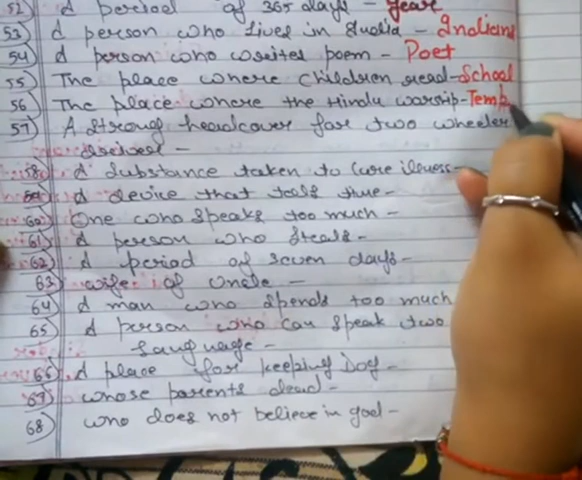 52) A period of 365 days - Year
53) A person who lives in India - Indian
54) A person who writes poem - Poet
55) The place where children read - School
56) The place where the Hindu worship - Temp
57) A strong headcover for two wheeler
driver -
58) A substance taken to cure illness -
59) A device that tells time -
60) One who speaks too much -
61) A person who steals -
62) A period of seven days -
63) wife of uncle -
64) A man who spends too much
65) A person who can speak two
language -
66) A place for keeping Dog -
67) whose parents dead -
68) who does not believe in god -